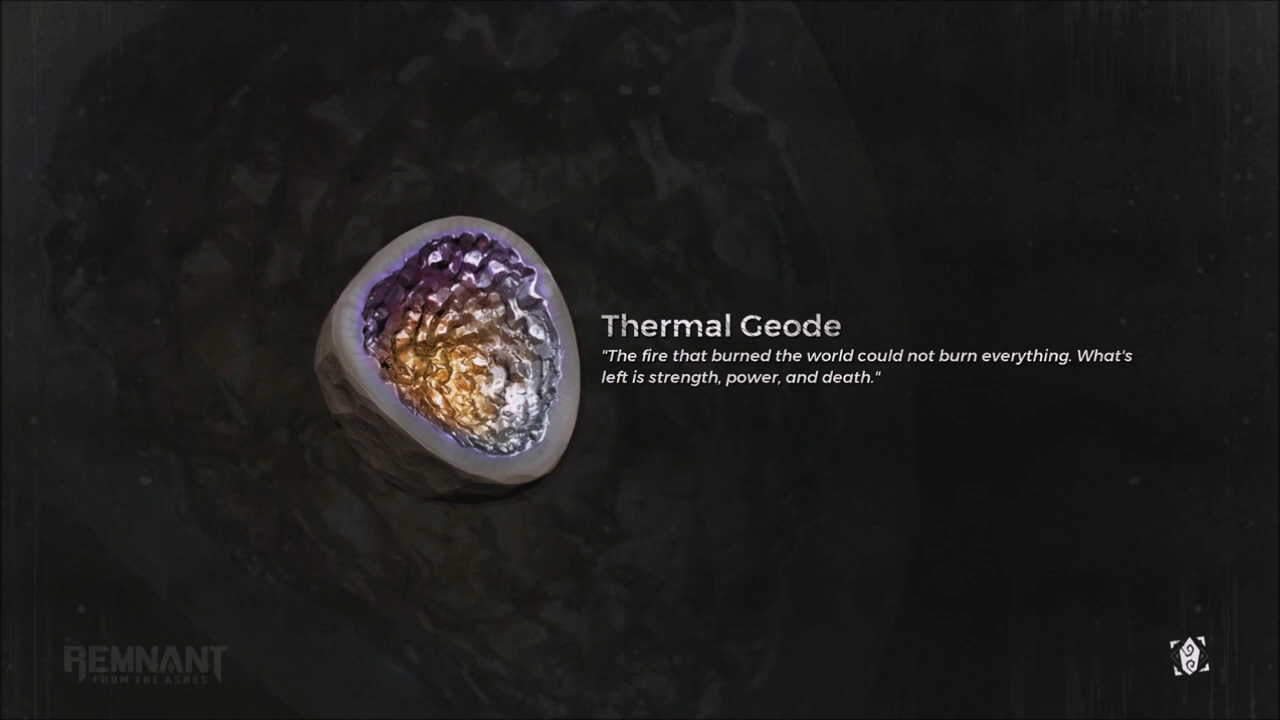 Thermal Geode
"The fire that burned the world could not burn everything. What's
left is strength, power, and death."
REMNANT
FROM THE ASHES